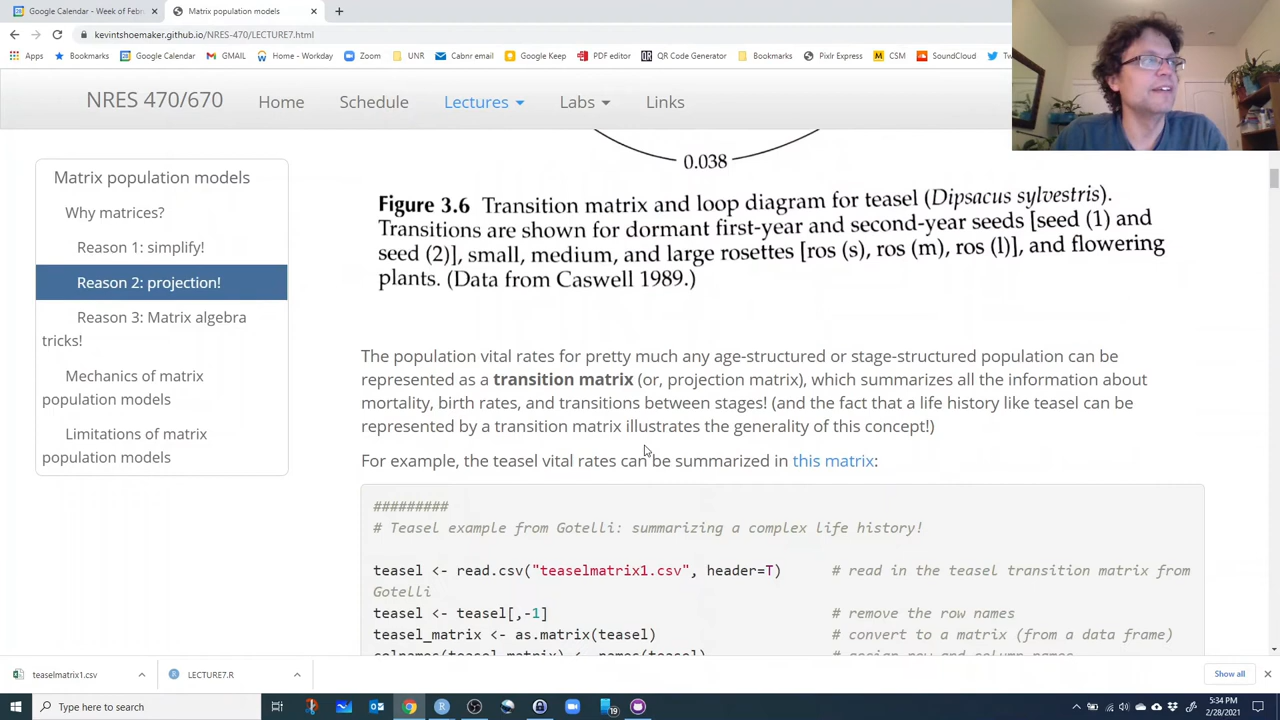 Google Calendar - Week of Febr
Matrix population models
kevintshoemaker.github.io/NRES-470/LECTURE7.html
Apps
Bookmarks
Google Calendar
GMAIL
Home - Workday
UNR
Cabnr email
Google Keep
PDF editor
QR Code Generator
Bookmarks
Pixlr Express
CSM
SoundCloud
NRES 470/670
Home
Schedule
Lectures
Labs
Links
Matrix population models
Why matrices?
Reason 1: simplify!
Reason 2: projection!
Reason 3: Matrix algebra
tricks!
Mechanics of matrix
population models
Limitations of matrix
population models
0.038
Figure 3.6 Transition matrix and loop diagram for teasel (Dipsacus sylvestris).
Transitions are shown for dormant first-year and second-year seeds [seed (1) and
seed (2)], small, medium, and large rosettes [ros (s), ros (m), ros (l)], and flowering
plants. (Data from Caswell 1989.)
The population vital rates for pretty much any age-structured or stage-structured population can be
represented as a transition matrix (or, projection matrix), which summarizes all the information about
mortality, birth rates, and transitions between stages! (and the fact that a life history like teasel can be
represented by a transition matrix illustrates the generality of this concept!)
For example, the teasel vital rates can be summarized in this matrix:
#########
# Teasel example from Gotelli: summarizing a complex life history!
teasel <- read.csv("teaselmatrix1.csv", header=T) # read in the teasel transition matrix from
Gotelli
teasel <- teasel[,-1] # remove the row names
teasel_matrix <- as.matrix(teasel) # convert to a matrix (from a data frame)
colnames(teasel_matrix) <- names(teasel) # assign row and column names
teaselmatrix1.csv
LECTURE7.R
Show all
Type here to search
19
5:34 PM
2/28/2021